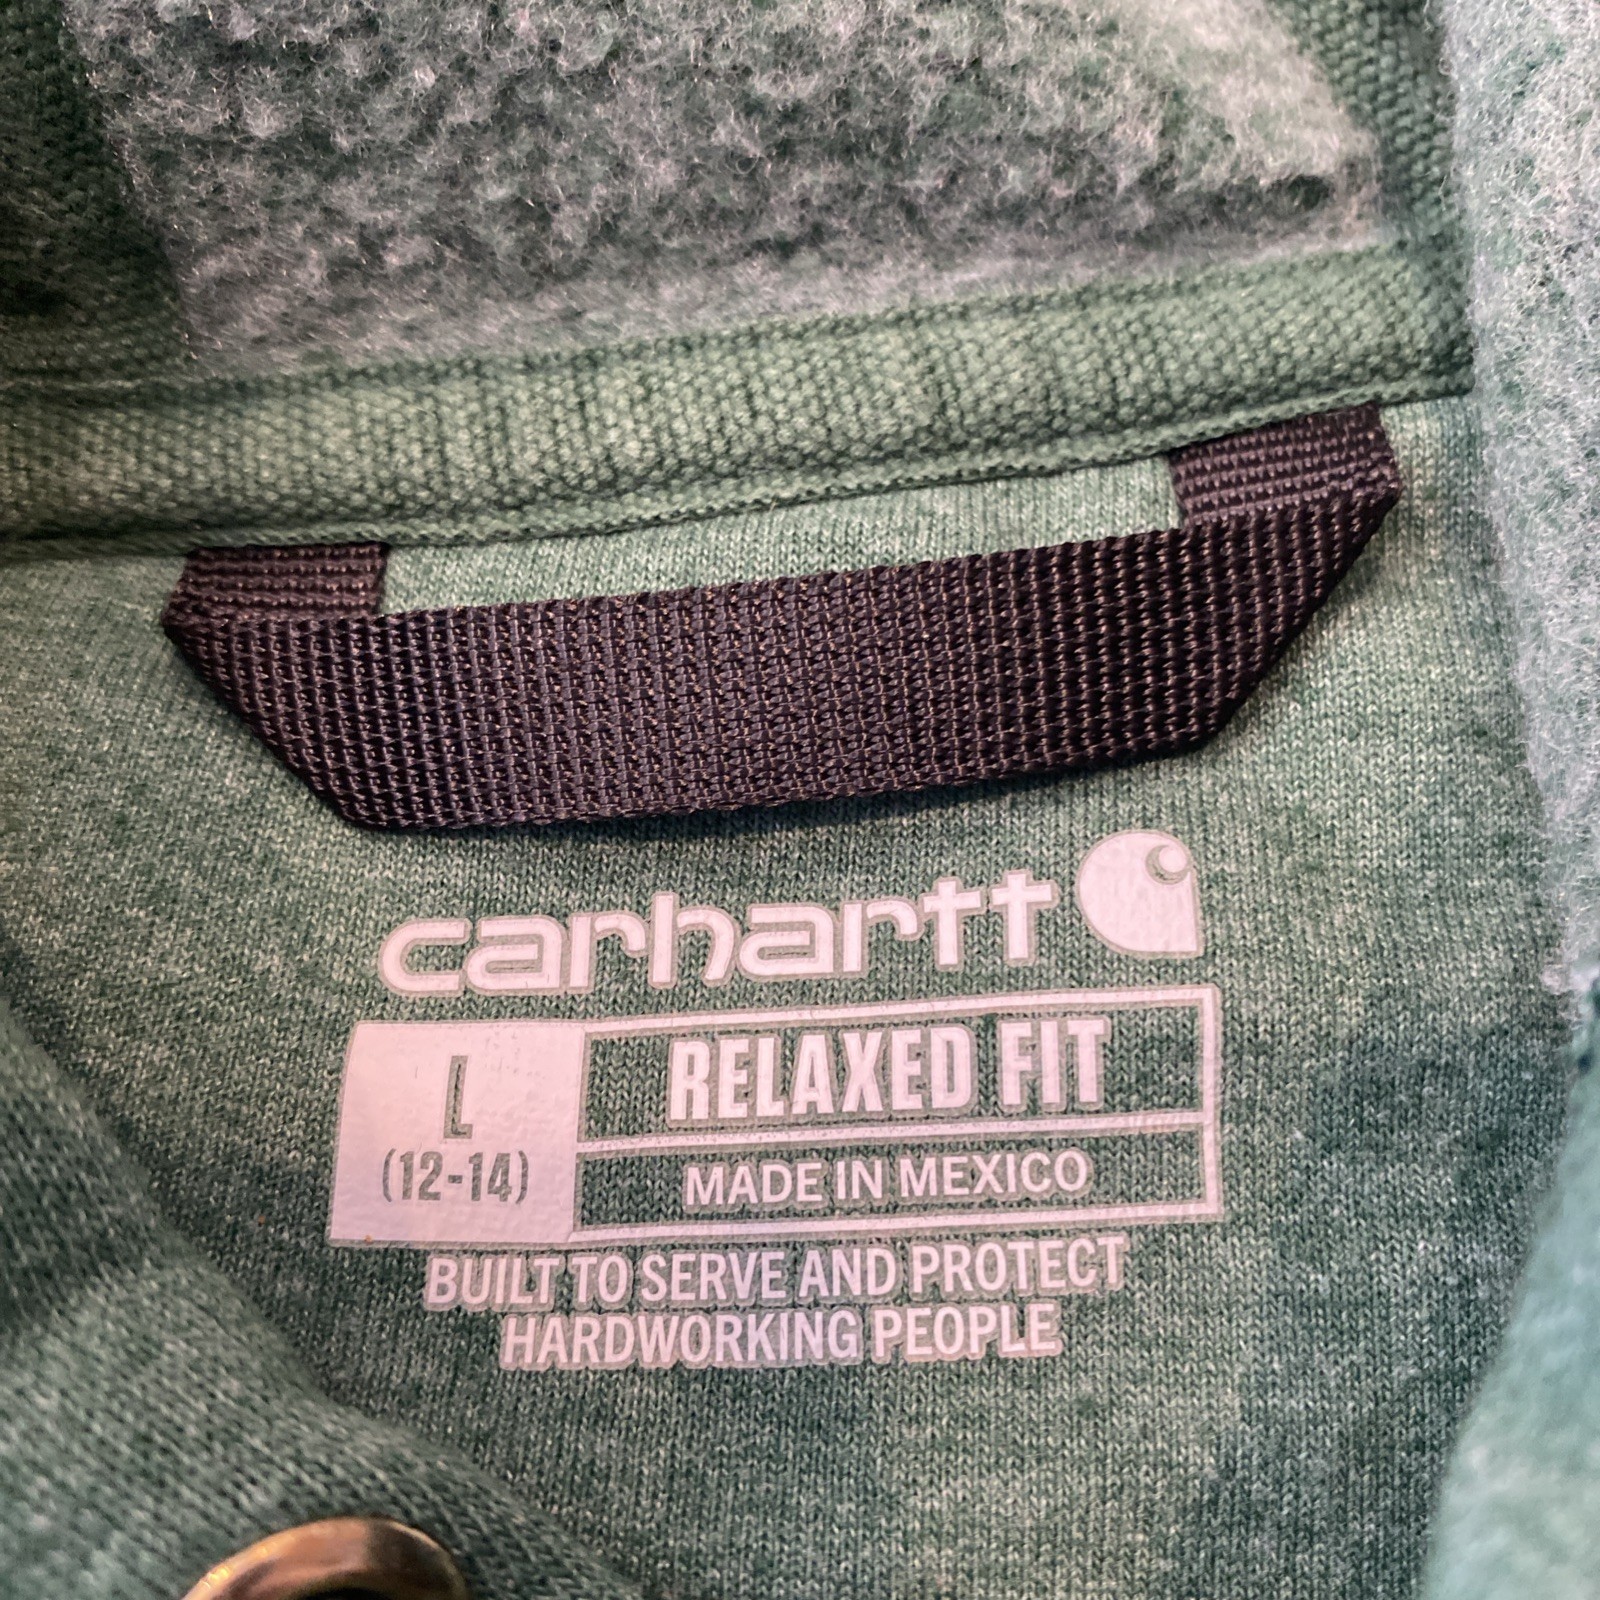 carhartt
L
(12-14)
RELAXED FIT
MADE IN MEXICO
BUILT TO SERVE AND PROTECT
HARDWORKING PEOPLE